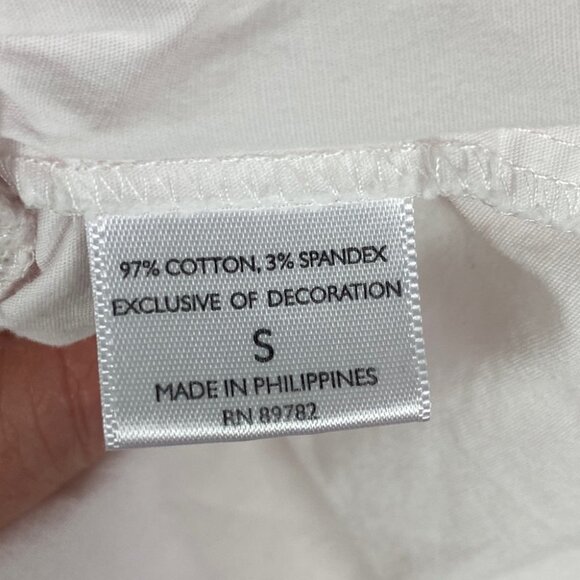 97% COTTON, 3% SPANDEX
EXCLUSIVE OF DECORATION
S
MADE IN PHILIPPINES
RN 89782